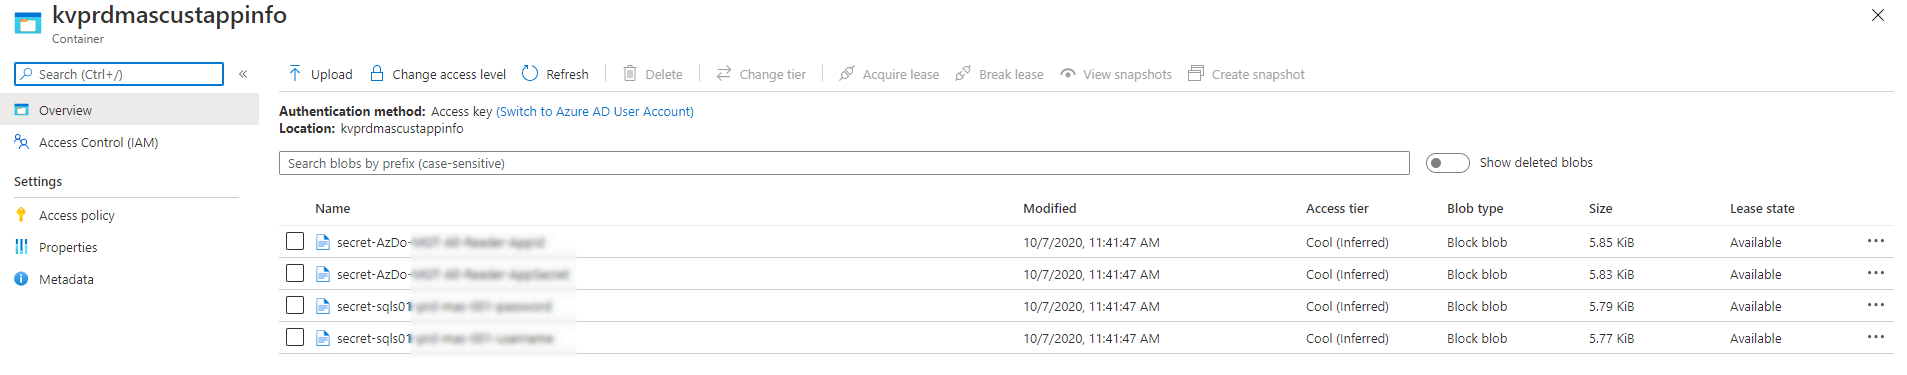 kvprdmascustappinfo
Container
Search (Ctrl+/)
«
Overview
Access Control (IAM)
Settings
Access policy
Properties
Metadata
Upload Change access level Refresh Delete Change tier Acquire lease Break lease View snapshots Create snapshot
Authentication method: Access key (Switch to Azure AD User Account)
Location: kvprdmascustappinfo
Search blobs by prefix (case-sensitive)
Show deleted blobs
Name Modified Access tier Blob type Size Lease state
secret-AzDo- 10/7/2020, 11:41:47 AM Cool (Inferred) Block blob 5.85 KiB Available
secret-AzDo- 10/7/2020, 11:41:47 AM Cool (Inferred) Block blob 5.83 KiB Available
secret-sqls01 10/7/2020, 11:41:47 AM Cool (Inferred) Block blob 5.79 KiB Available
secret-sqls01 10/7/2020, 11:41:47 AM Cool (Inferred) Block blob 5.77 KiB Available